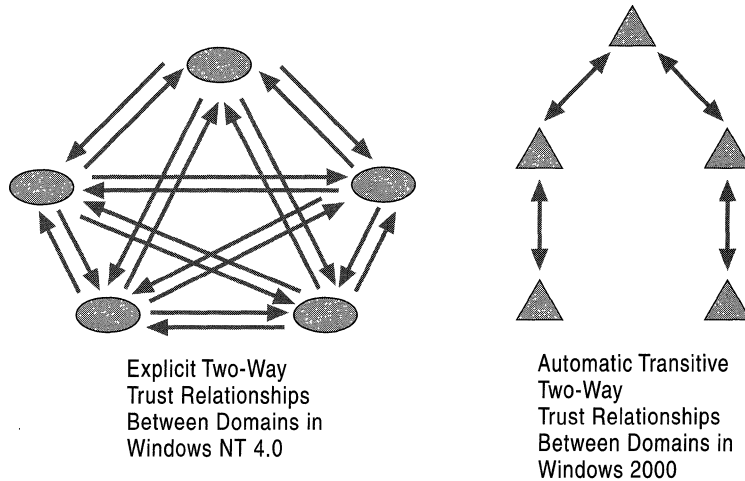 Explicit Two-Way
Trust Relationships
Between Domains in
Windows NT 4.0
Automatic Transitive
Two-Way
Trust Relationships
Between Domains in
Windows 2000